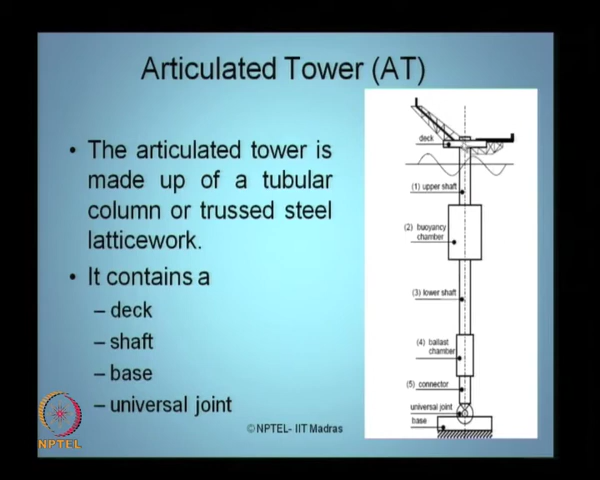 Articulated Tower (AT)
• The articulated tower is
made up of a tubular
column or trussed steel
latticework.
• It contains a
– deck
– shaft
– base
– universal joint
deck
(1) upper shaft
(2) buoyancy
chamber
(3) lower shaft
(4) ballast
chamber
(5) connector
universal joint
base
©NPTEL- IIT Madras
NPTEL